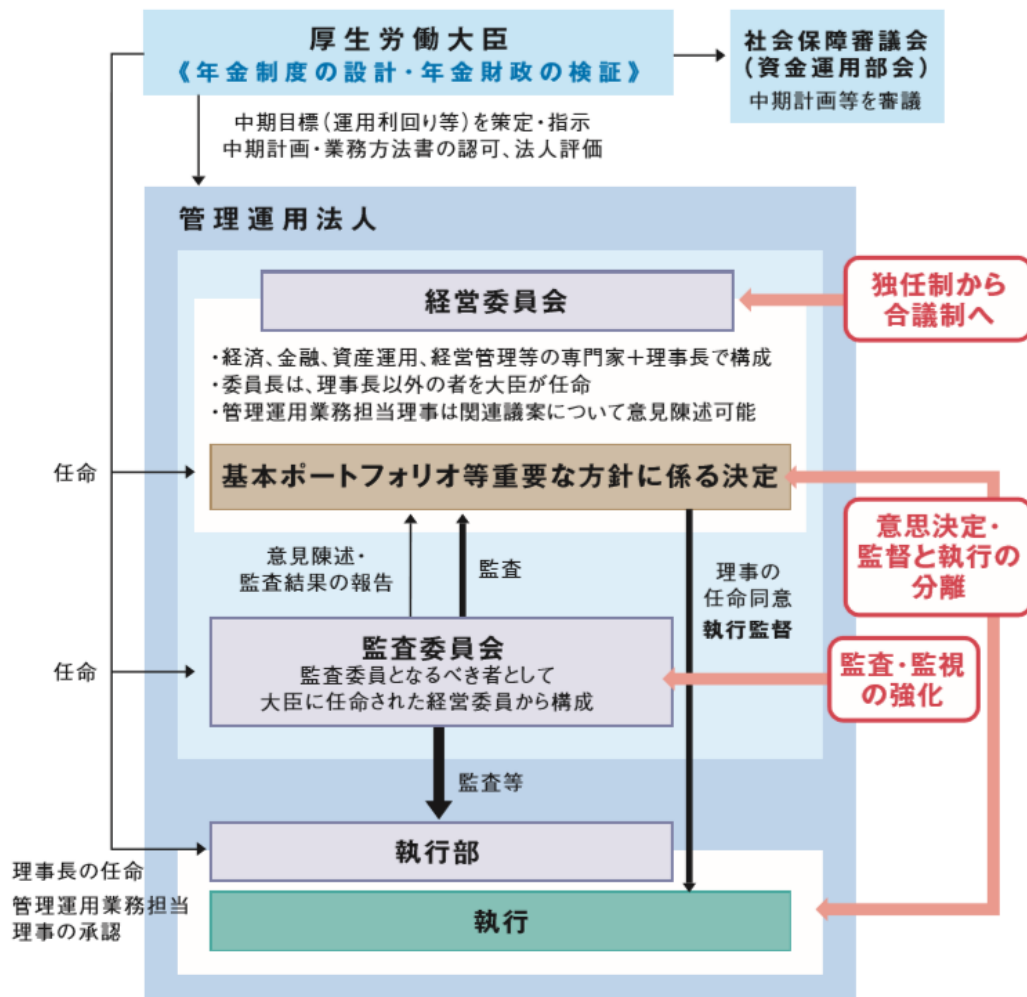 厚生労働大臣
《年金制度の設計・年金財政の検証》
社会保障審議会
（資金運用部会）
中期計画等を審議
中期目標（運用利回り等）を策定・指示
中期計画・業務方法書の認可、法人評価
管理運用法人
経営委員会
独任制から
合議制へ
・経済、金融、資産運用、経営管理等の専門家＋理事長で構成
・委員長は、理事長以外の者を大臣が任命
・管理運用業務担当理事は関連議案について意見陳述可能
任命
基本ポートフォリオ等重要な方針に係る決定
意思決定・
監督と執行の
分離
意見陳述・
監査結果の報告
監査
理事の
任命同意
執行監督
任命
監査委員会
監査委員となるべき者として
大臣に任命された経営委員から構成
監査・監視
の強化
監査等
執行部
理事長の任命
管理運用業務担当
理事の承認
執行